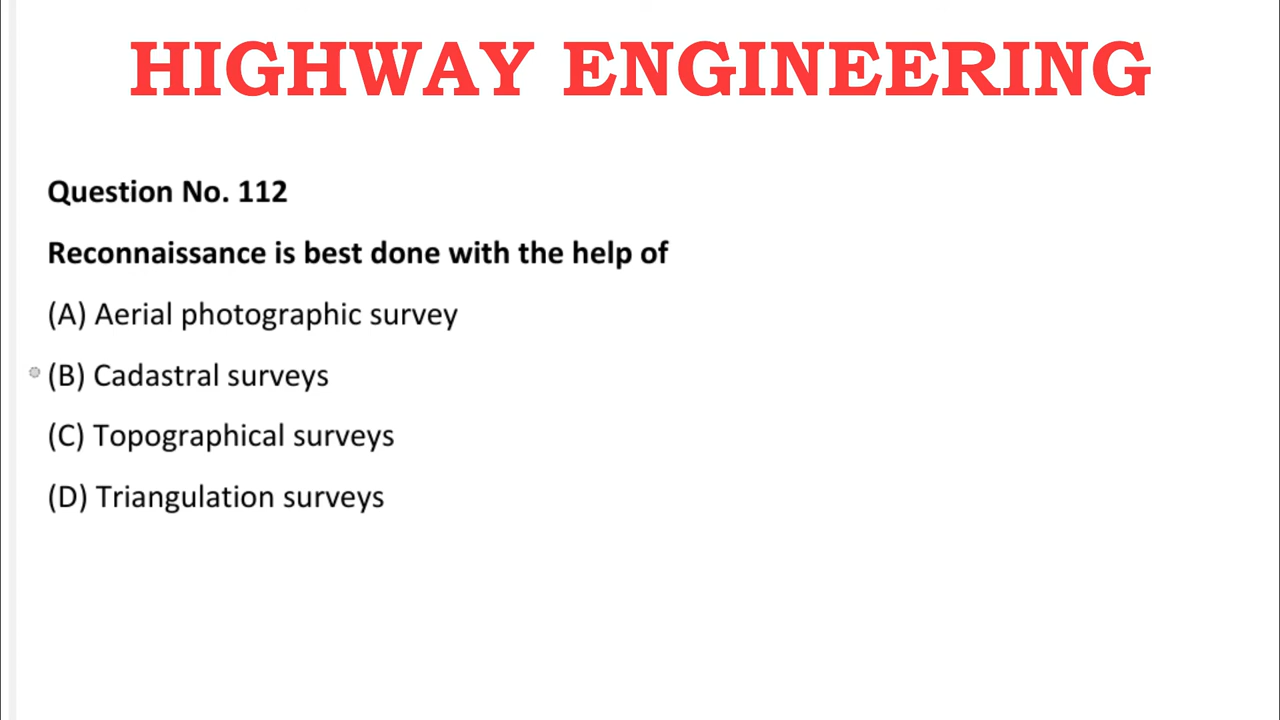 HIGHWAY ENGINEERING
Question No. 112
Reconnaissance is best done with the help of
(A) Aerial photographic survey
(B) Cadastral surveys
(C) Topographical surveys
(D) Triangulation surveys